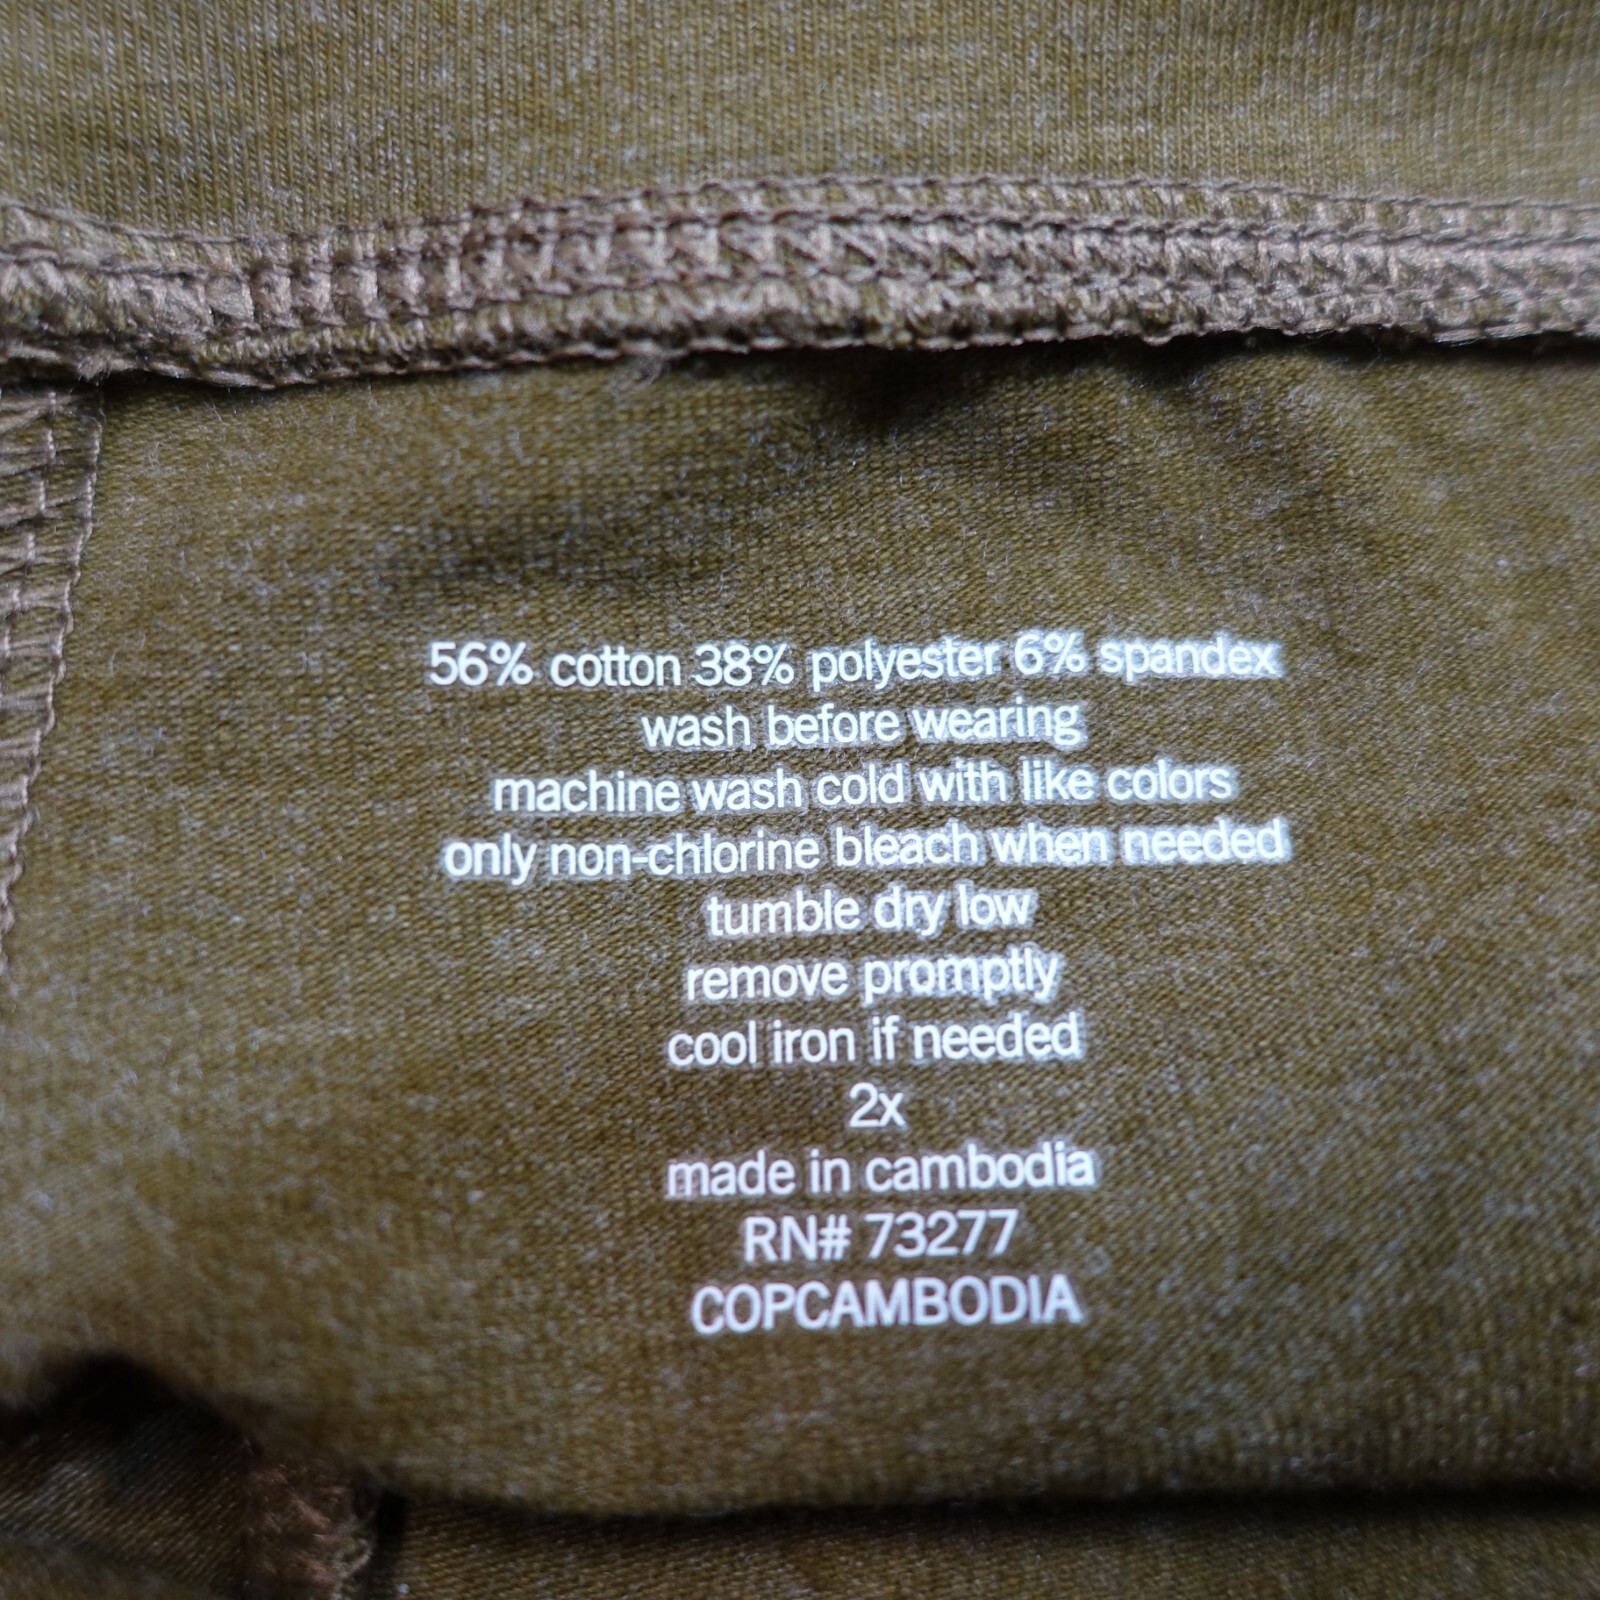 56% cotton 38% polyester 6% spandex
wash before wearing
machine wash cold with like colors
only non-chlorine bleach when needed
tumble dry low
remove promptly
cool iron if needed
2x
made in cambodia
RN# 73277
COPCAMBODIA